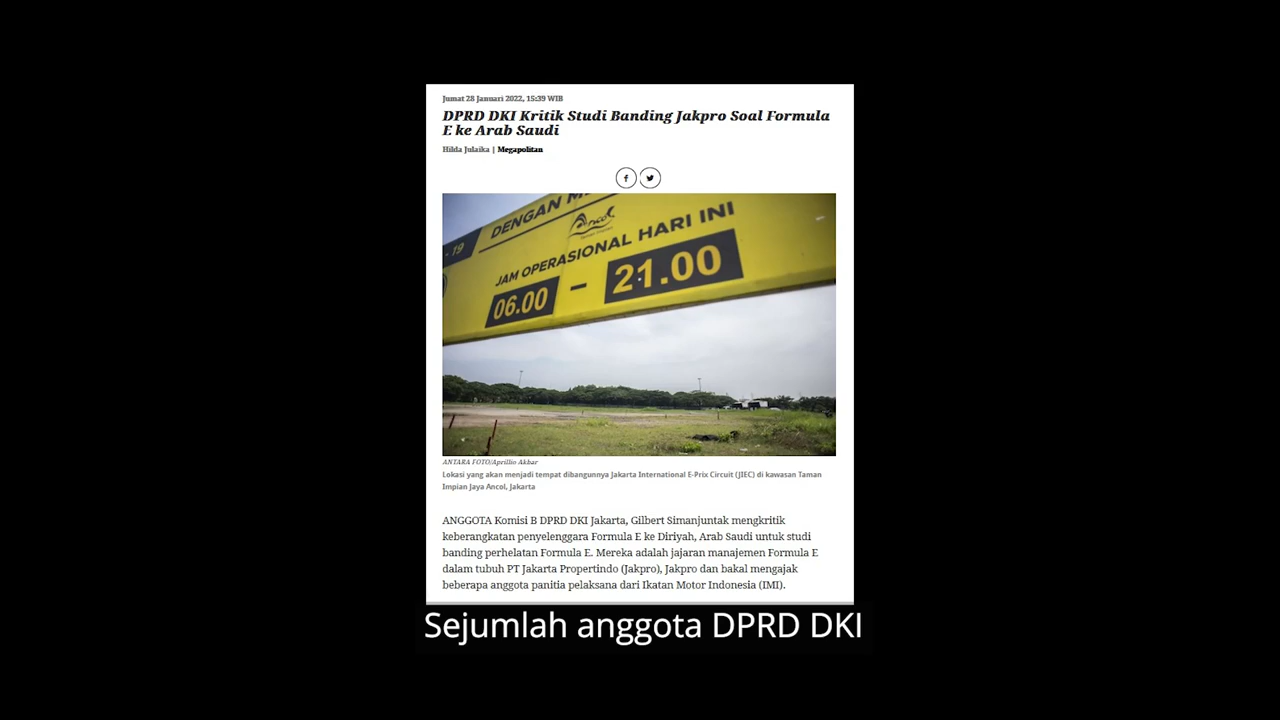 Jumat 28 Januari 2022, 15:39 WIB
DPRD DKI Kritik Studi Banding Jakpro Soal Formula
E ke Arab Saudi
Hilda Julaika | Megapolitan
- 19
DENGAN
Ancol
JAM OPERASIONAL HARI INI
06.00 – 21.00
ANTARA FOTO/Aprillio Akbar
Lokasi yang akan menjadi tempat dibangunnya Jakarta International E-Prix Circuit (JIEC) di kawasan Taman
Impian Jaya Ancol, Jakarta
ANGGOTA Komisi B DPRD DKI Jakarta, Gilbert Simanjuntak mengkritik
keberangkatan penyelenggara Formula E ke Diriyah, Arab Saudi untuk studi
banding perhelatan Formula E. Mereka adalah jajaran manajemen Formula E
dalam tubuh PT Jakarta Propertindo (Jakpro), Jakpro dan bakal mengajak
beberapa anggota panitia pelaksana dari Ikatan Motor Indonesia (IMI).
Sejumlah anggota DPRD DKI